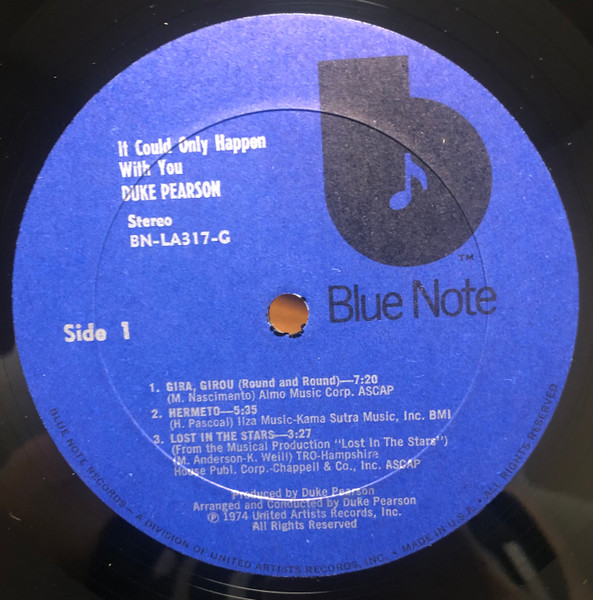 It Could Only Happen
With You
DUKE PEARSON
Stereo
BN-LA317-G
TM
Blue Note
Side 1
1. GIRA, GIROU (Round and Round)—7:20
(M. Nascimento) Almo Music Corp. ASCAP
2. HERMETO—5:35
(H. Pascoal) Ilza Music-Kama Sutra Music, Inc. BMI
3. LOST IN THE STARS—3:27
(From the Musical Production "Lost In The Stars")
(M. Anderson-K. Weill) TRO-Hampshire
House Publ. Corp.-Chappell & Co., Inc. ASCAP
Produced by Duke Pearson
Arranged and Conducted by Duke Pearson
℗ 1974 United Artists Records, Inc.
All Rights Reserved
BLUE NOTE RECORDS — A DIVISION OF UNITED ARTISTS RECORDS, INC. • MADE IN U.S.A. • ALL RIGHTS RESERVED